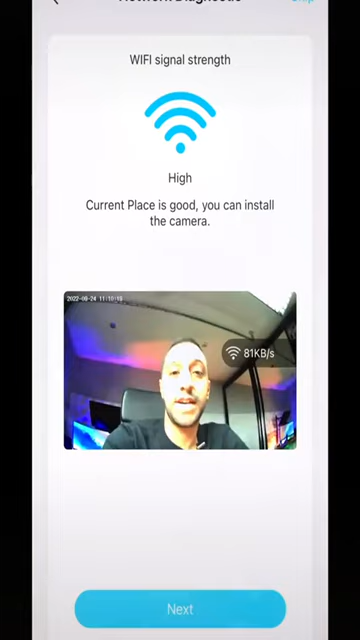 WIFI signal strength
High
Current Place is good, you can install
the camera.
81KB/s
Next